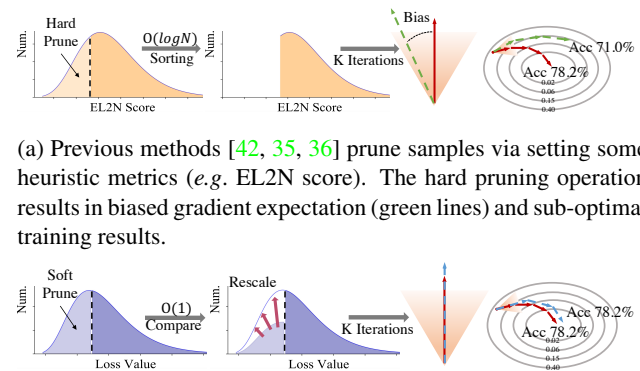 Hard
Prune
Num.
EL2N Score
O(logN)
Sorting
Num.
EL2N Score
K Iterations
Bias
Acc 71.0%
Acc 78.2%
0.02
0.06
0.15
0.40
(a) Previous methods [42, 35, 36] prune samples via setting some
heuristic metrics (e.g. EL2N score). The hard pruning operation
results in biased gradient expectation (green lines) and sub-optima
training results.
Soft
Prune
Num.
Loss Value
O(1)
Compare
Rescale
Num.
Loss Value
K Iterations
Acc 78.2%
Acc 78.2%
0.02
0.06
0.15
0.40